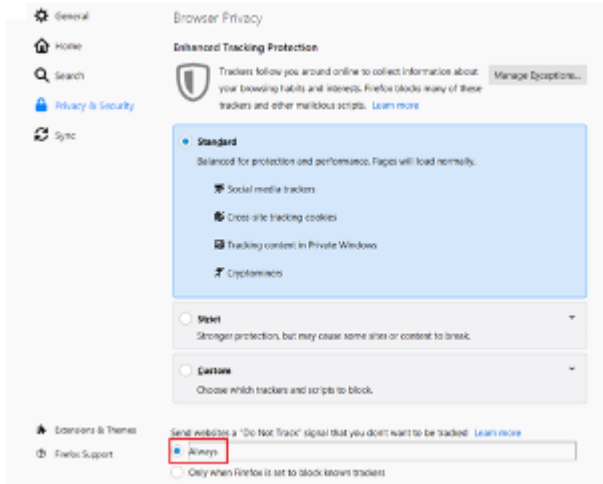 General
Home
Search
Privacy & Security
Sync
Extensions & Themes
Firefox Support
Browser Privacy
Enhanced Tracking Protection
Trackers follow you around online to collect information about
your browsing habits and interests. Firefox blocks many of these
trackers and other malicious scripts. Learn more
Manage Exceptions...
Standard
Balanced for protection and performance. Pages will load normally.
Social media trackers
Cross-site tracking cookies
Tracking content in Private Windows
Cryptominers
Strict
Stronger protection, but may cause some sites or content to break.
Custom
Choose which trackers and scripts to block.
Send websites a "Do Not Track" signal that you don't want to be tracked Learn more
Always
Only when Firefox is set to block known trackers